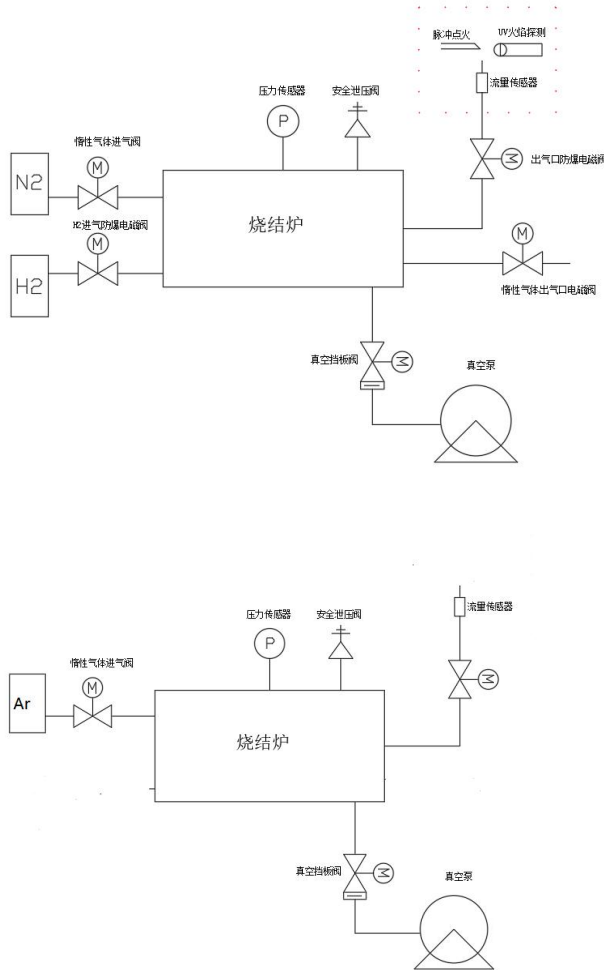 脉冲点火
UV火焰探测
流量传感器
压力传感器
安全泄压阀
P
惰性气体进气阀
M
N2
出气口防爆电磁阀
M
H2进气防爆电磁阀
M
H2
烧结炉
M
惰性气体出气口电磁阀
真空挡板阀
M
真空泵
流量传感器
压力传感器
安全泄压阀
P
惰性气体进气阀
M
Ar
M
烧结炉
真空挡板阀
M
真空泵